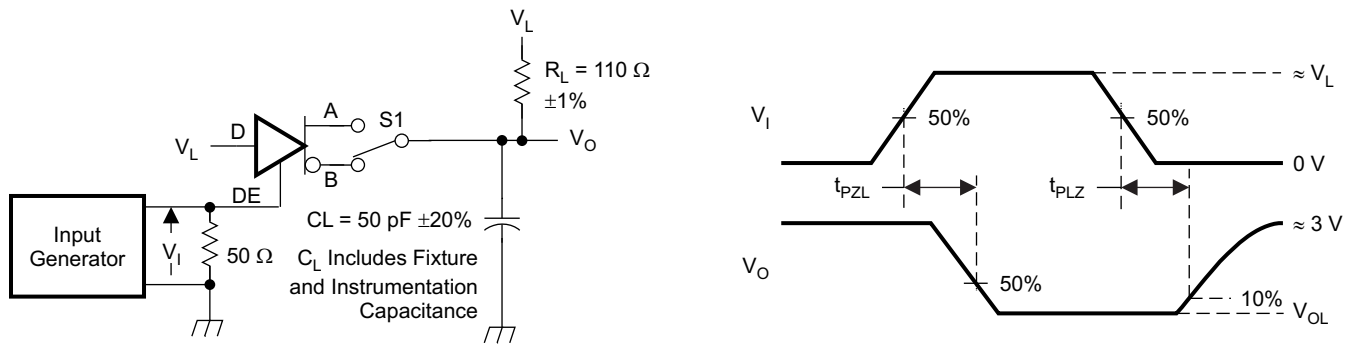 V_L
R_L = 110 Ω
±1%
A
S1
D
V_L
V_O
B
DE
CL = 50 pF ±20%
Input
Generator
V_I
50 Ω
C_L Includes Fixture
and Instrumentation
Capacitance
≈ V_L
V_I
50%
50%
0 V
t_PZL
t_PLZ
≈ 3 V
V_O
50%
10%
V_OL